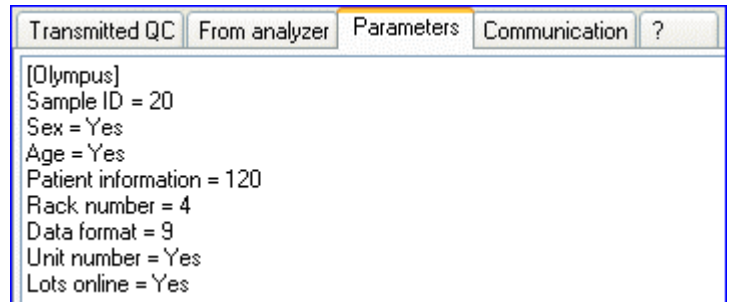 Transmitted QC From analyzer Parameters Communication ?
[Olympus]
Sample ID = 20
Sex = Yes
Age = Yes
Patient information = 120
Rack number = 4
Data format = 9
Unit number = Yes
Lots online = Yes